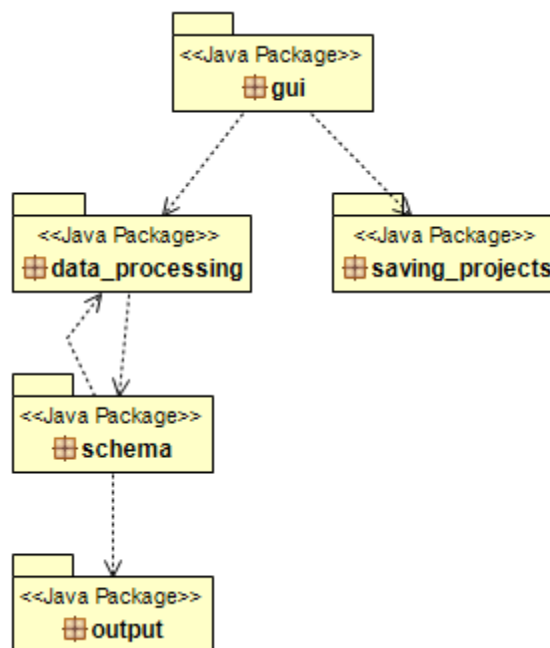 <<Java Package>>
gui
<<Java Package>>
data_processing
<<Java Package>>
saving_projects
<<Java Package>>
schema
<<Java Package>>
output